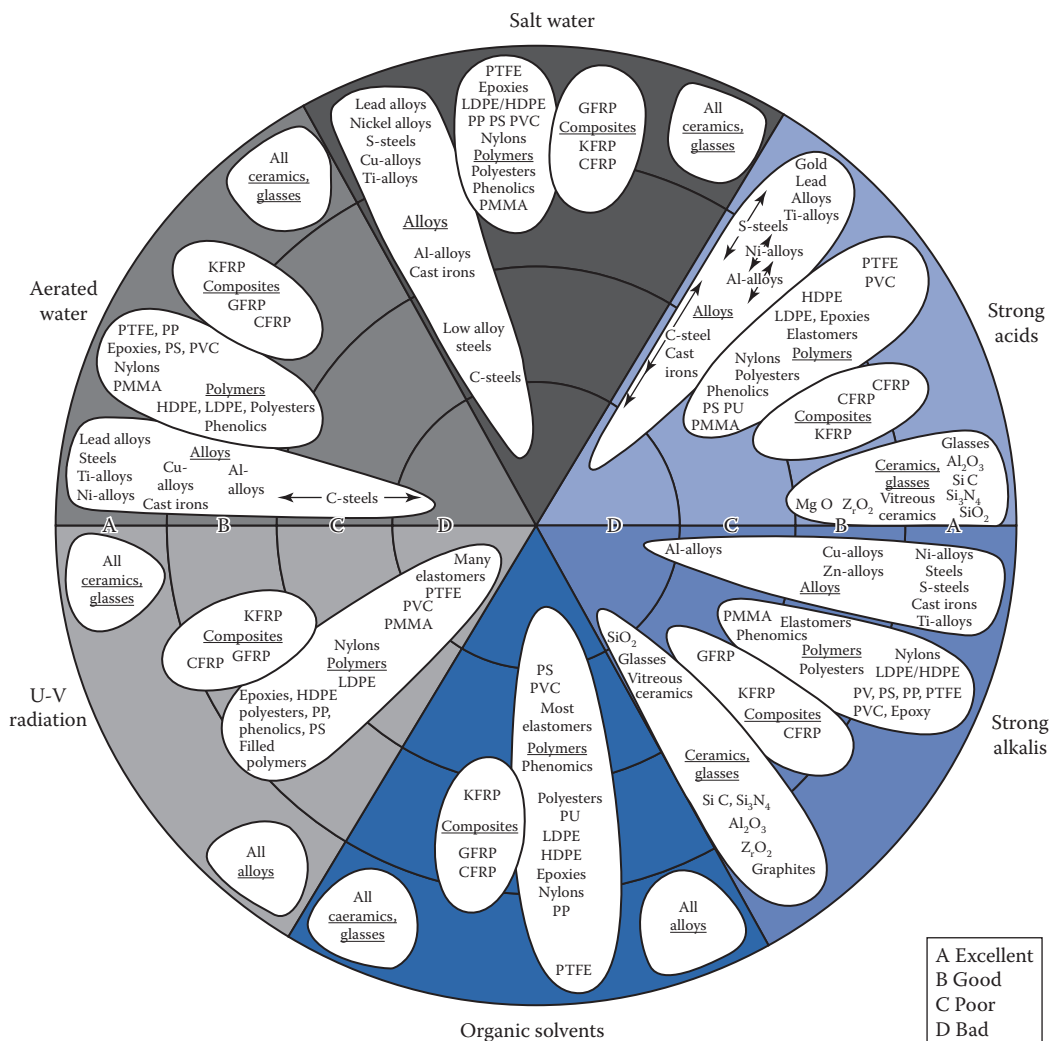 Salt water
Lead alloys
Nickel alloys
S-steels
Cu-alloys
Ti-alloys
Alloys
Al-alloys
Cast irons
Low alloy
steels
C-steels
PTFE
Epoxies
LDPE/HDPE
PP PS PVC
Nylons
Polymers
Polyesters
Phenolics
PMMA
GFRP
Composites
KFRP
CFRP
All
ceramics,
glasses
Strong
acids
Gold
Lead
Alloys
Ti-alloys
S-steels
Ni-alloys
Al-alloys
Alloys
C-steel
Cast
irons
PTFE
PVC
HDPE
LDPE, Epoxies
Elastomers
Polymers
Nylons
Polyesters
Phenolics
PS PU
PMMA
CFRP
CFRP
Composites
KFRP
Glasses
Al2O3
Si C
Si3N4
SiO2
Ceramics,
glasses
Vitreous
ceramics
Mg O ZrO2
D C B A
Strong
alkalis
Al-alloys
Cu-alloys
Zn-alloys
Alloys
Ni-alloys
Steels
S-steels
Cast irons
Ti-alloys
PMMA
Elastomers
Phenomics
Polymers
Polyesters
Nylons
LDPE/HDPE
PV, PS, PP, PTFE
PVC, Epoxy
GFRP
KFRP
Composites
CFRP
SiO2
Glasses
Vitreous
ceramics
Ceramics,
glasses
Si C, Si3N4
Al2O3
ZrO2
Graphites
Organic solvents
PS
PVC
Most
elastomers
Polymers
Phenomics
Polyesters
PU
LDPE
HDPE
Epoxies
Nylons
PP
PTFE
KFRP
Composites
GFRP
CFRP
All
caeramics,
glasses
All
alloys
U-V
radiation
All
ceramics,
glasses
KFRP
Composites
CFRP GFRP
Many
elastomers
PTFE
PVC
PMMA
Nylons
Polymers
LDPE
Epoxies, HDPE
polyesters, PP,
phenolics, PS
Filled
polymers
All
alloys
Aerated
water
All
ceramics,
glasses
KFRP
Composites
GFRP
CFRP
PTFE, PP
Epoxies, PS, PVC
Nylons
PMMA
Polymers
HDPE, LDPE, Polyesters
Phenolics
Lead alloys
Steels
Ti-alloys
Ni-alloys
Alloys
Cu-
alloys
Al-
alloys
Cast irons
C-steels
A B C D
A Excellent
B Good
C Poor
D Bad